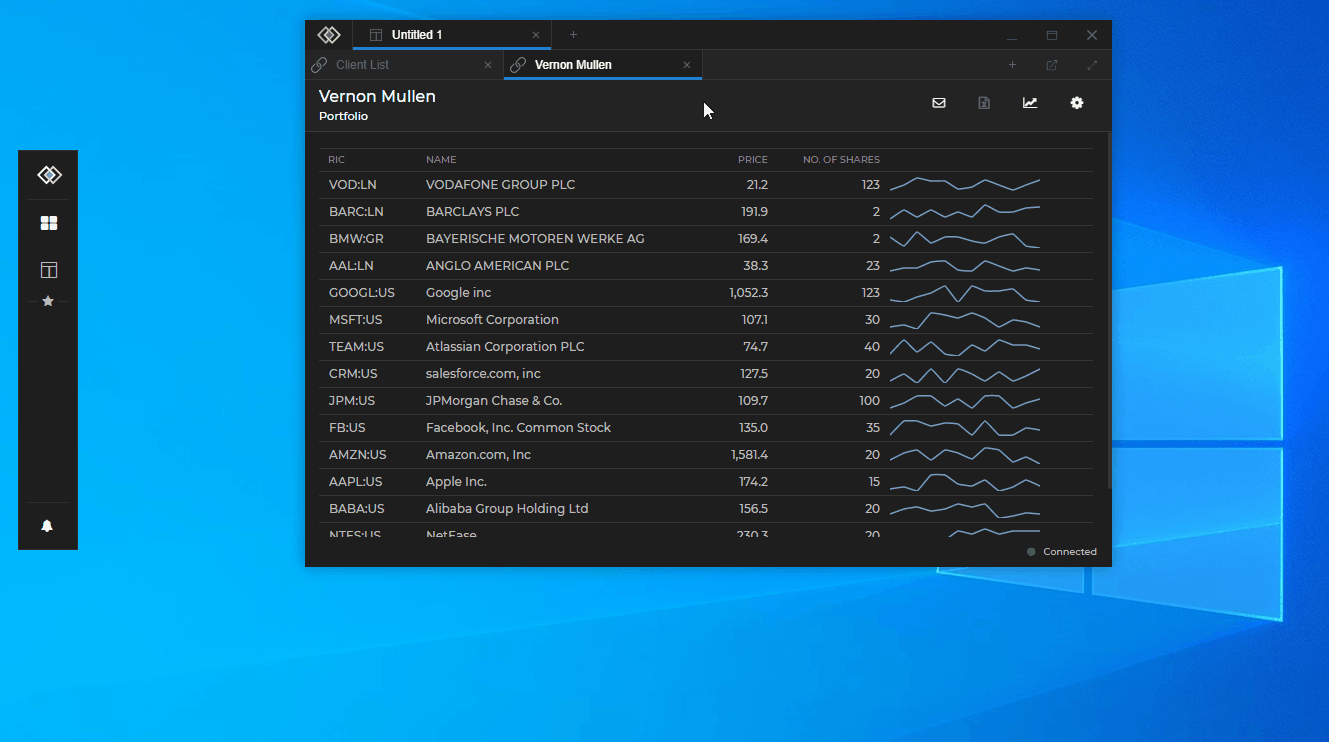 Untitled 1
Client List
Vernon Mullen
Vernon Mullen
Portfolio
RIC NAME PRICE NO. OF SHARES
VOD:LN VODAFONE GROUP PLC 21.2 123
BARC:LN BARCLAYS PLC 191.9 2
BMW:GR BAYERISCHE MOTOREN WERKE AG 169.4 2
AAL:LN ANGLO AMERICAN PLC 38.3 23
GOOGL:US Google inc 1,052.3 123
MSFT:US Microsoft Corporation 107.1 30
TEAM:US Atlassian Corporation PLC 74.7 40
CRM:US salesforce.com, inc 127.5 20
JPM:US JPMorgan Chase & Co. 109.7 100
FB:US Facebook, Inc. Common Stock 135.0 35
AMZN:US Amazon.com, Inc 1,581.4 20
AAPL:US Apple Inc. 174.2 15
BABA:US Alibaba Group Holding Ltd 156.5 20
NTES:US NetEase 230.3 20
Connected